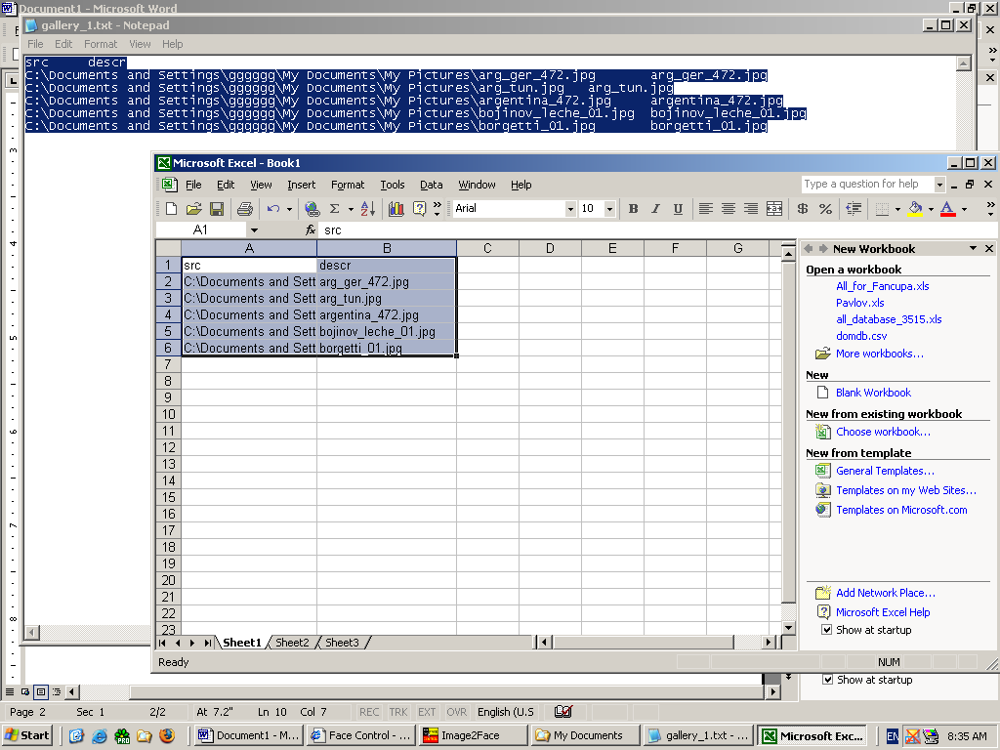 Document1 - Microsoft Word
gallery_1.txt - Notepad
File Edit Format View Help
src descr
C:\Documents and Settings\gggggg\My Documents\My Pictures\arg_ger_472.jpg arg_ger_472.jpg
C:\Documents and Settings\gggggg\My Documents\My Pictures\arg_tun.jpg arg_tun.jpg
C:\Documents and Settings\gggggg\My Documents\My Pictures\argentina_472.jpg argentina_472.jpg
C:\Documents and Settings\gggggg\My Documents\My Pictures\bojinov_leche_01.jpg bojinov_leche_01.jpg
C:\Documents and Settings\gggggg\My Documents\My Pictures\borgetti_01.jpg borgetti_01.jpg
Microsoft Excel - Book1
File Edit View Insert Format Tools Data Window Help Type a question for help
Arial 10 B I U $ %
A1 fx src
A B C D E F G
1 src descr
2 C:\Documents and Sett arg_ger_472.jpg
3 C:\Documents and Sett arg_tun.jpg
4 C:\Documents and Sett argentina_472.jpg
5 C:\Documents and Sett bojinov_leche_01.jpg
6 C:\Documents and Sett borgetti_01.jpg
7
8
9
10
11
12
13
14
15
16
17
18
19
20
21
22
23
Sheet1 Sheet2 Sheet3
Ready NUM
New Workbook
Open a workbook
All_for_Fancupa.xls
Pavlov.xls
all_database_3515.xls
domdb.csv
More workbooks...
New
Blank Workbook
New from existing workbook
Choose workbook...
New from template
General Templates...
Templates on my Web Sites...
Templates on Microsoft.com
Add Network Place...
Microsoft Excel Help
Show at startup
Show at startup
3
4
5
6
7
8
Page 2 Sec 1 2/2 At 7.2" Ln 10 Col 7 REC TRK EXT OVR English (U.S
Start Document1 - M... Face Control - ... Image2Face My Documents gallery_1.txt - ... Microsoft Exc... EN 8:35 AM